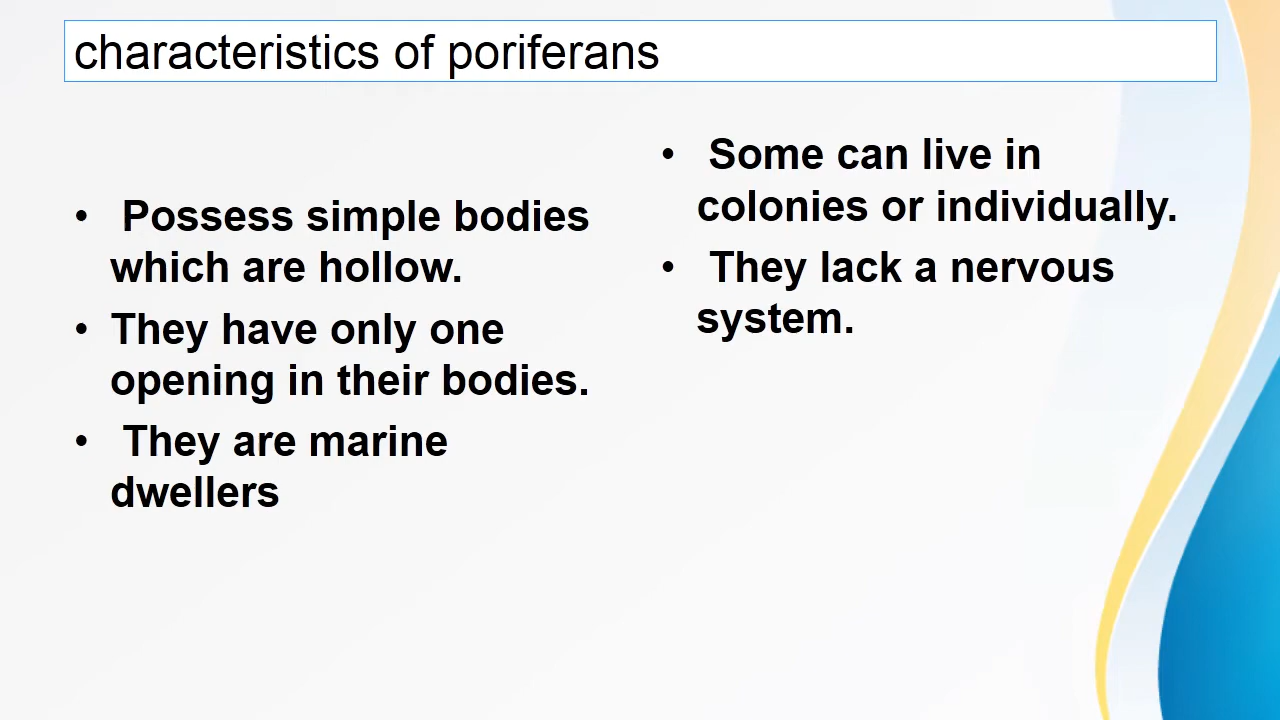 characteristics of poriferans
• Possess simple bodies
which are hollow.
• They have only one
opening in their bodies.
• They are marine
dwellers
• Some can live in
colonies or individually.
• They lack a nervous
system.